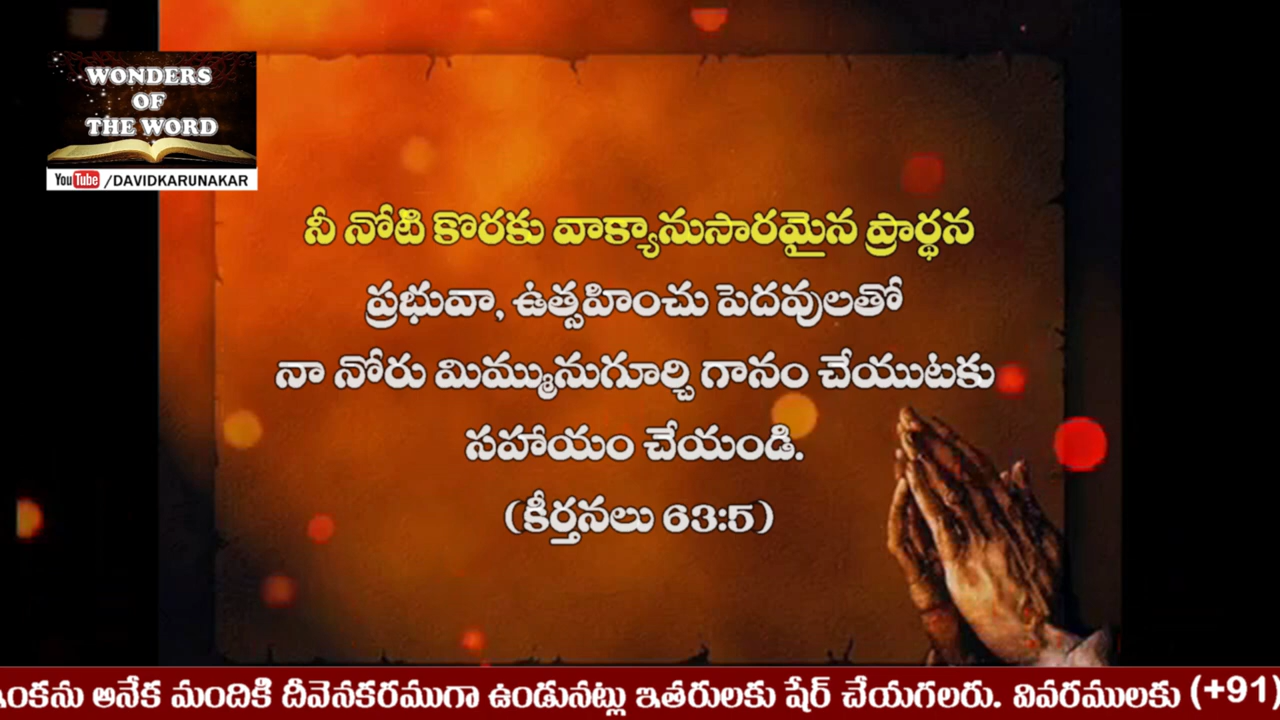 WONDERS
OF
THE WORD
YouTube /DAVIDKARUNAKAR
నీ నోటి కొరకు వాక్యానుసారమైన ప్రార్థన
ప్రభువా, ఉత్సహించు పెదవులతో
నా నోరు మిమ్మునుగూర్చి గానం చేయుటకు
సహాయం చేయండి.
(కీర్తనలు 63:5)
ఇంకను అనేక మందికి దీవెనకరముగా ఉండునట్లు ఇతరులకు షేర్ చేయగలరు. వివరములకు (+91)